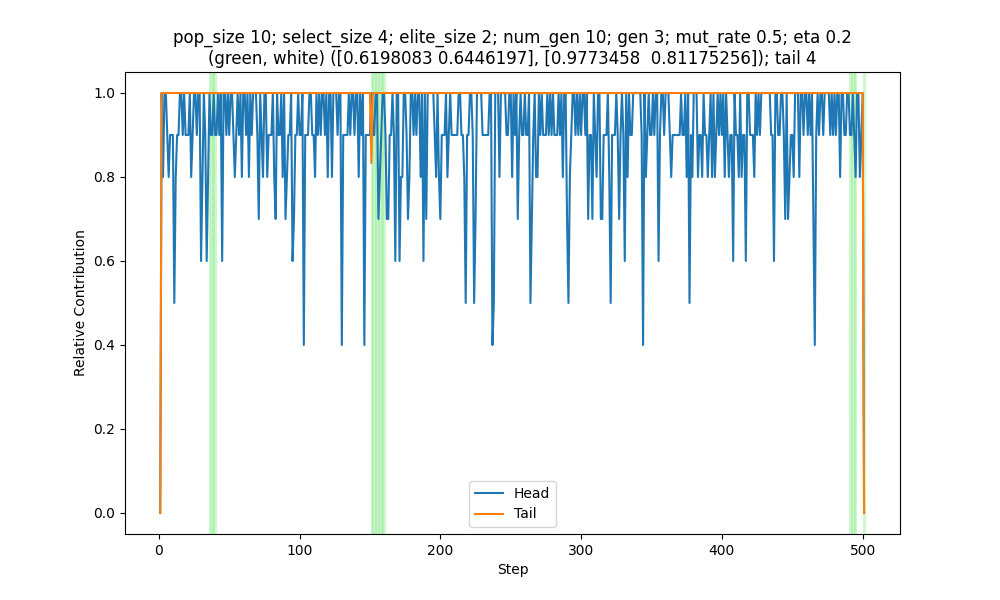 pop_size 10; select_size 4; elite_size 2; num_gen 10; gen 3; mut_rate 0.5; eta 0.2
(green, white) ([0.6198083 0.6446197], [0.9773458  0.81175256]); tail 4
1.0
0.8
0.6
0.4
0.2
0.0
Relative Contribution
Head
Tail
0
100
200
300
400
500
Step